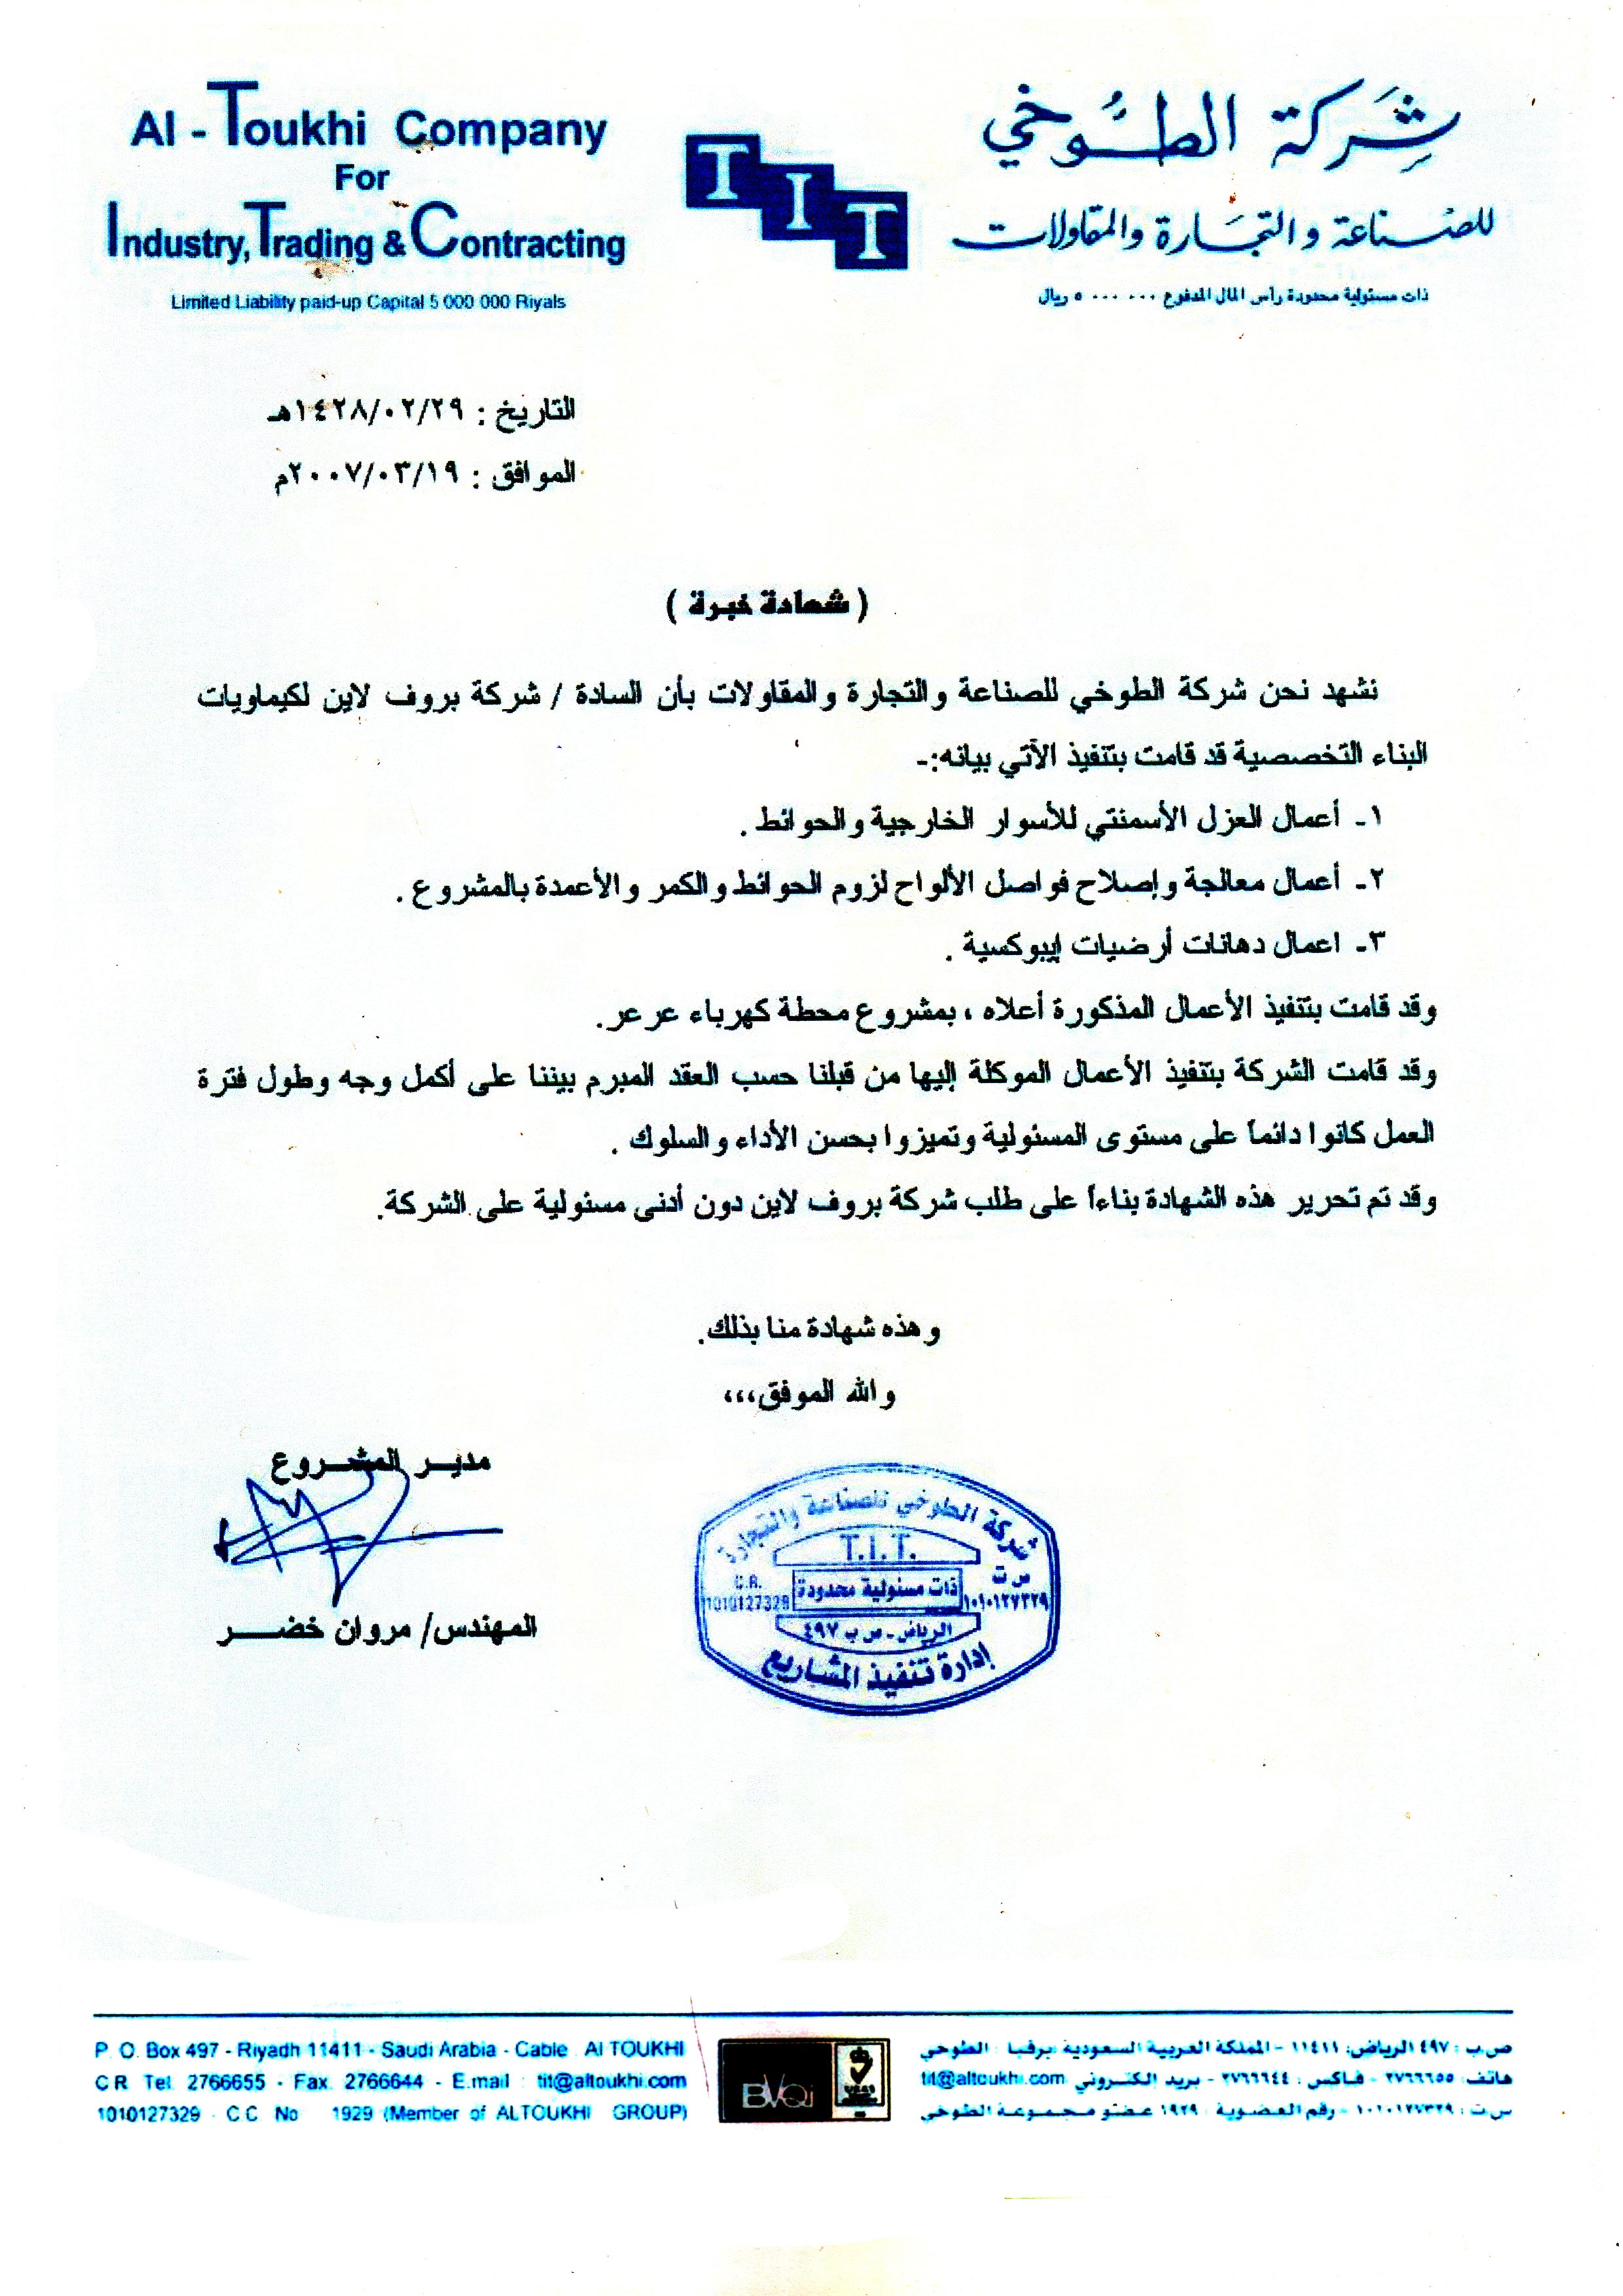 Al - Toukhi Company
For
Industry, Trading & Contracting
Limited Liability paid-up Capital 5 000 000 Riyals
TIT
شركة الطوخي
للصناعة والتجارة والمقاولات
ذات مسئولية محدودة رأس المال المدفوع ٥ ٠٠٠ ٠٠٠ ريال
التاريخ : ١٤٢٨/٠٢/٢٩هـ
الموافق : ٢٠٠٧/٠٣/١٩م
( شهادة خبرة )
نشهد نحن شركة الطوخي للصناعة والتجارة والمقاولات بأن السادة / شركة بروف لاين لكيماويات
البناء التخصصية قد قامت بتنفيذ الآتي بيانه:-
١- أعمال العزل الأسمنتي للأسوار الخارجية والحوائط .
٢- أعمال معالجة وإصلاح فواصل الألواح لزوم الحوائط والكمر والأعمدة بالمشروع .
٣- اعمال دهانات أرضيات إيبوكسية .
وقد قامت بتنفيذ الأعمال المذكورة أعلاه ، بمشروع محطة كهرباء عرعر.
وقد قامت الشركة بتنفيذ الأعمال الموكلة إليها من قبلنا حسب العقد المبرم بيننا على أكمل وجه وطول فترة
العمل كانوا دائماً على مستوى المسئولية وتميزوا بحسن الأداء والسلوك .
وقد تم تحرير هذه الشهادة بناءاً على طلب شركة بروف لاين دون أدنى مسئولية على الشركة.
وهذه شهادة منا بذلك.
والله الموفق،،،
مديـر المشـروع
المهندس/ مروان خضـــر
شركة الطوخي للصناعة والتجارة
T.I.T.
س ت
١٠١٠١٢٧٣٢٩
ذات مسئولية محدودة
C.R.
1010127329
الرياض - ص ب ٤٩٧
إدارة تنفيذ المشاريع
P. O. Box 497 - Riyadh 11411 - Saudi Arabia - Cable Al TOUKHI
C R Tel 2766655 - Fax. 2766644 - E.mail : tit@altoukhi.com
1010127329 - C C No 1929 (Member of ALTOUKHI GROUP)
BVQi
ص.ب : ٤٩٧ الرياض: ١١٤١١ - المملكة العربية السعودية: برقيا : الطوخي
هاتف : ٢٧٦٦٦٥٥ - فاكس : ٢٧٦٦٦٤٤ - بريد الكتروني tit@altoukhi.com
س ت : ١٠١٠١٢٧٣٢٩ - رقم العضوية : ١٩٢٩ عضو مجموعة الطوخي